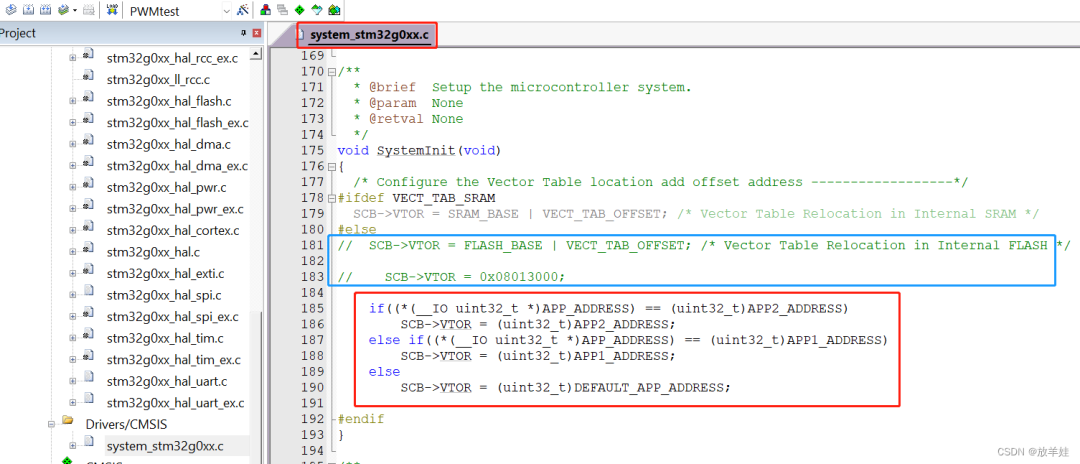 LOAD
PWMtest
Project
stm32g0xx_hal_rcc_ex.c
stm32g0xx_ll_rcc.c
stm32g0xx_hal_flash.c
stm32g0xx_hal_flash_ex.c
stm32g0xx_hal_dma.c
stm32g0xx_hal_dma_ex.c
stm32g0xx_hal_pwr.c
stm32g0xx_hal_pwr_ex.c
stm32g0xx_hal_cortex.c
stm32g0xx_hal.c
stm32g0xx_hal_exti.c
stm32g0xx_hal_spi.c
stm32g0xx_hal_spi_ex.c
stm32g0xx_hal_tim.c
stm32g0xx_hal_tim_ex.c
stm32g0xx_hal_uart.c
stm32g0xx_hal_uart_ex.c
Drivers/CMSIS
system_stm32g0xx.c
system_stm32g0xx.c
169
170 /**
171   * @brief  Setup the microcontroller system.
172   * @param  None
173   * @retval None
174   */
175 void SystemInit(void)
176 {
177   /* Configure the Vector Table location add offset address ------------------*/
178 #ifdef VECT_TAB_SRAM
179   SCB->VTOR = SRAM_BASE | VECT_TAB_OFFSET; /* Vector Table Relocation in Internal SRAM */
180 #else
181 //  SCB->VTOR = FLASH_BASE | VECT_TAB_OFFSET; /* Vector Table Relocation in Internal FLASH */
182
183 //    SCB->VTOR = 0x08013000;
184
185     if((*(__IO uint32_t *)APP_ADDRESS) == (uint32_t)APP2_ADDRESS)
186         SCB->VTOR = (uint32_t)APP2_ADDRESS;
187     else if((*(__IO uint32_t *)APP_ADDRESS) == (uint32_t)APP1_ADDRESS)
188         SCB->VTOR = (uint32_t)APP1_ADDRESS;
189     else
190         SCB->VTOR = (uint32_t)DEFAULT_APP_ADDRESS;
191
192 #endif
193 }
194
CSDN @放羊娃